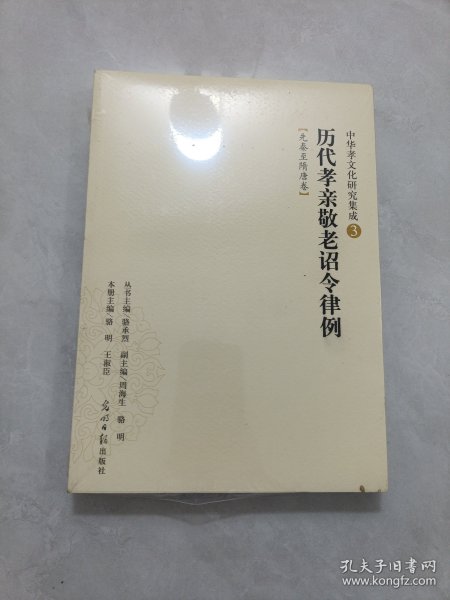 中华孝文化研究集成3
历代孝亲敬老诏令律例
【先秦至隋唐卷】
丛书主编/骆承烈 副主编/周海生 骆明
本册主编/骆明 王淑臣
光明日报出版社
孔夫子旧书网
www.kongfz.com